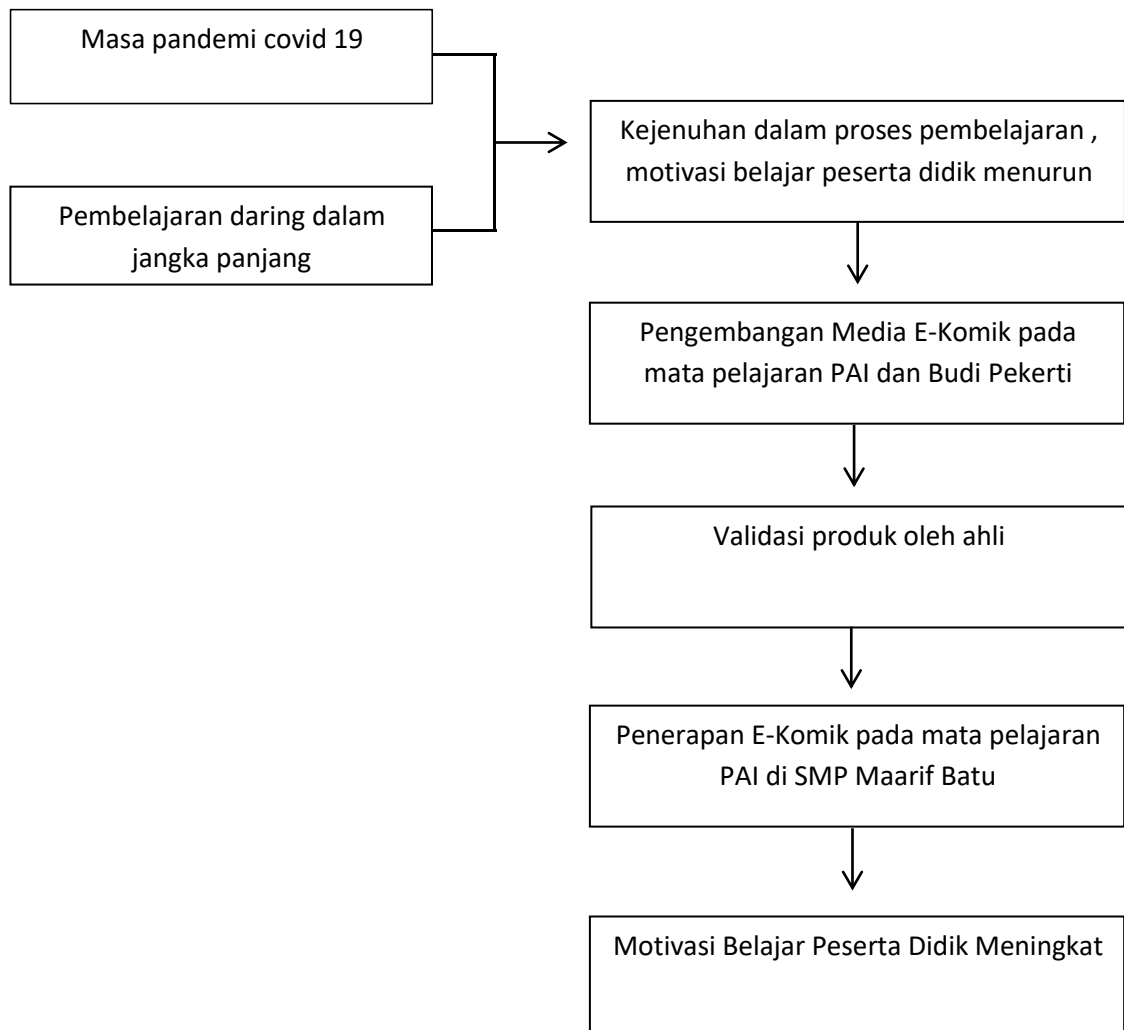 Masa pandemi covid 19
Kejenuhan dalam proses pembelajaran ,
motivasi belajar peserta didik menurun
Pembelajaran daring dalam
jangka panjang
Pengembangan Media E-Komik pada
mata pelajaran PAI dan Budi Pekerti
Validasi produk oleh ahli
Penerapan E-Komik pada mata pelajaran
PAI di SMP Maarif Batu
Motivasi Belajar Peserta Didik Meningkat